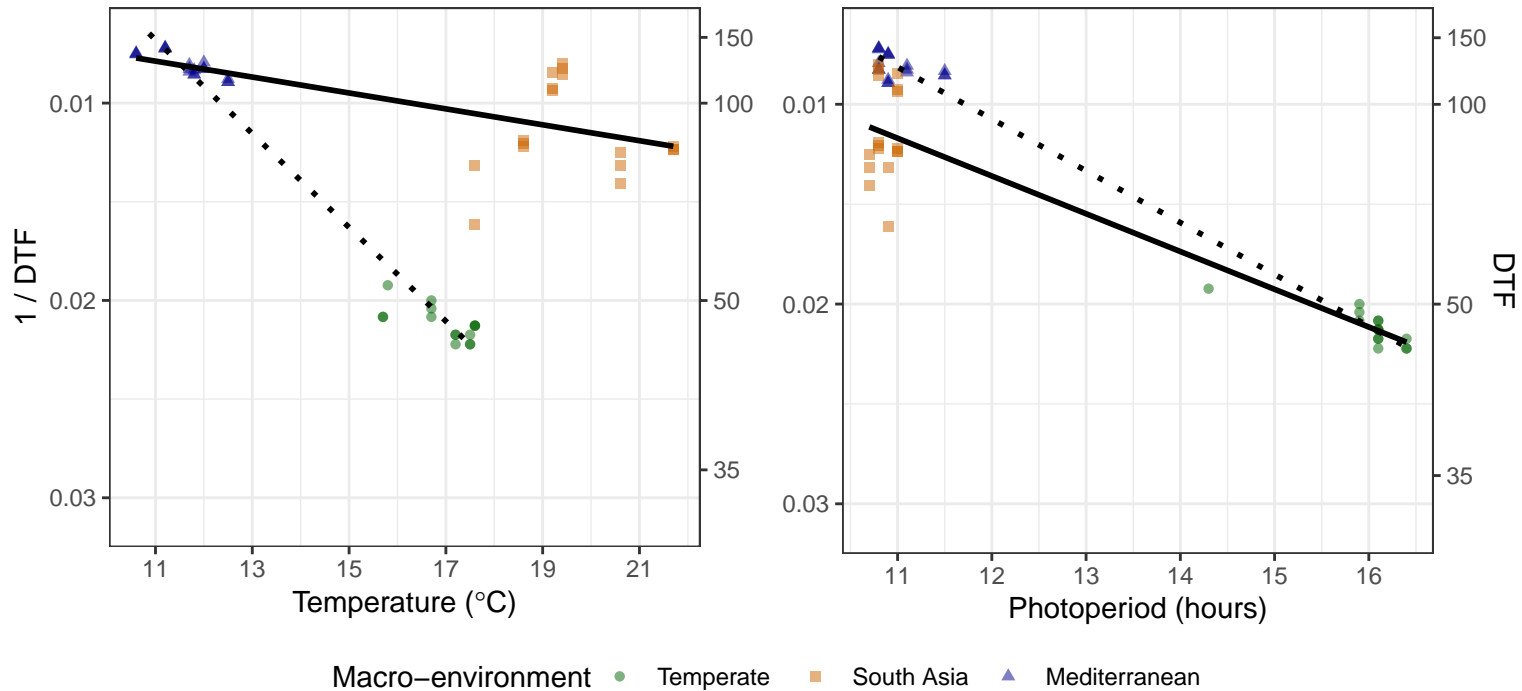 1 / DTF
0.01
0.02
0.03
150
100
50
35
11 13 15 17 19 21
Temperature (°C)
0.01
0.02
0.03
150
100
50
35
DTF
11 12 13 14 15 16
Photoperiod (hours)
Macro−environment Temperate South Asia Mediterranean